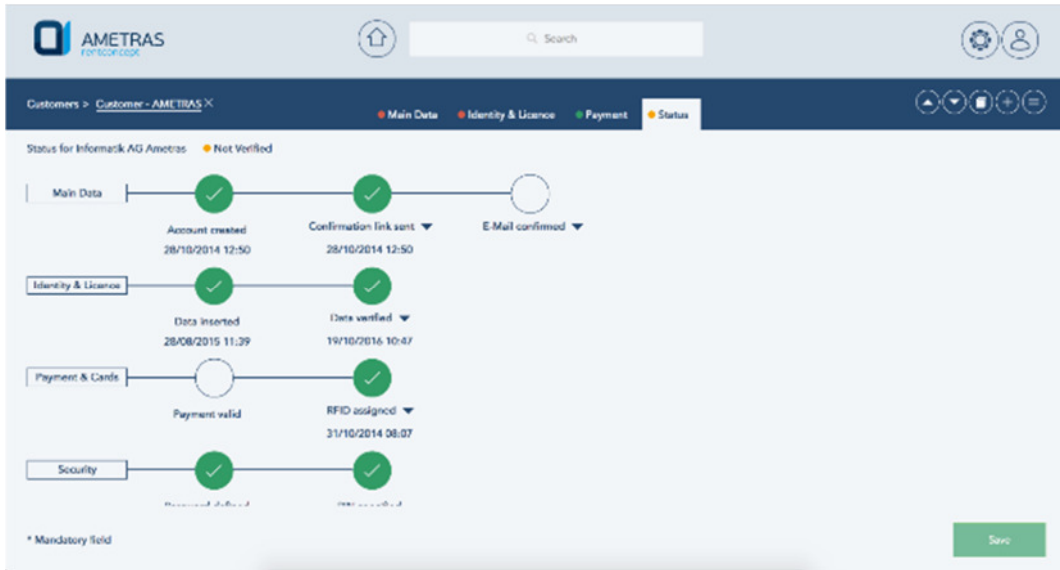 AMETRAS
rentconcept
Search
Customers > Customer - AMETRAS ×
Main Data Identity & Licence Payment Status
Status for Informatik AG Ametras Not Verified
Main Data
Account created Confirmation link sent E-Mail confirmed
28/10/2014 12:50 28/10/2014 12:50
Identity & Licence
Data inserted Data verified
28/08/2015 11:39 19/10/2016 10:47
Payment & Cards
Payment valid RFID assigned
31/10/2014 08:07
Security
Password defined
* Mandatory field
Save